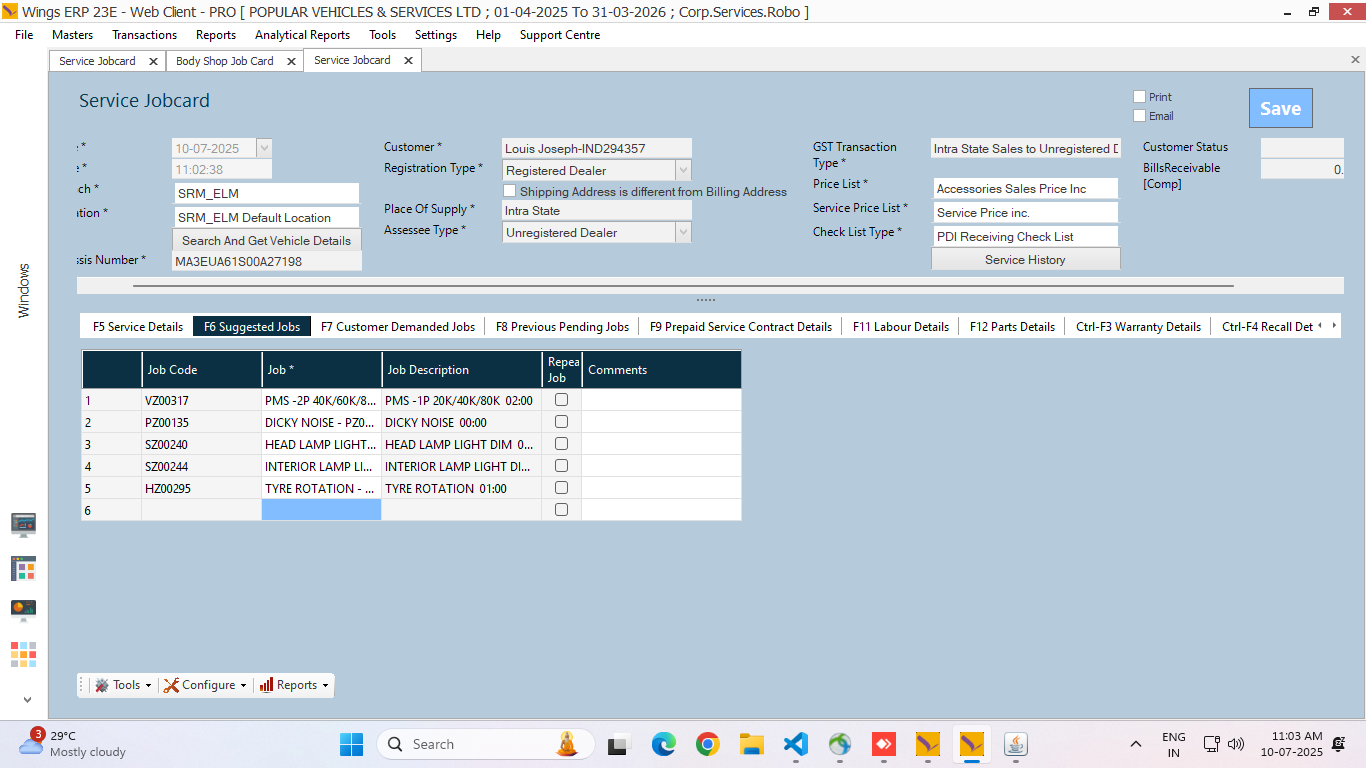 Wings ERP 23E - Web Client - PRO [ POPULAR VEHICLES & SERVICES LTD ; 01-04-2025 To 31-03-2026 ; Corp.Services.Robo ]
File Masters Transactions Reports Analytical Reports Tools Settings Help Support Centre
Service Jobcard Body Shop Job Card Service Jobcard
Service Jobcard
Print
Email
Save
* 10-07-2025
* 11:02:38
ch * SRM_ELM
ation * SRM_ELM Default Location
Search And Get Vehicle Details
ssis Number * MA3EUA61S00A27198
Customer * Louis Joseph-IND294357
Registration Type * Registered Dealer
Shipping Address is different from Billing Address
Place Of Supply * Intra State
Assessee Type * Unregistered Dealer
GST Transaction Type * Intra State Sales to Unregistered D
Price List * Accessories Sales Price Inc
Service Price List * Service Price inc.
Check List Type * PDI Receiving Check List
Service History
Customer Status
BillsReceivable [Comp] 0.
Windows
F5 Service Details F6 Suggested Jobs F7 Customer Demanded Jobs F8 Previous Pending Jobs F9 Prepaid Service Contract Details F11 Labour Details F12 Parts Details Ctrl-F3 Warranty Details Ctrl-F4 Recall Det
Job Code Job * Job Description Repea Job Comments
1 VZ00317 PMS -2P 40K/60K/8... PMS -1P 20K/40K/80K 02:00
2 PZ00135 DICKY NOISE - PZ0... DICKY NOISE 00:00
3 SZ00240 HEAD LAMP LIGHT... HEAD LAMP LIGHT DIM 0...
4 SZ00244 INTERIOR LAMP LI... INTERIOR LAMP LIGHT DI...
5 HZ00295 TYRE ROTATION - ... TYRE ROTATION 01:00
6
Tools Configure Reports
3
29°C
Mostly cloudy
Search
ENG
IN
11:03 AM
10-07-2025